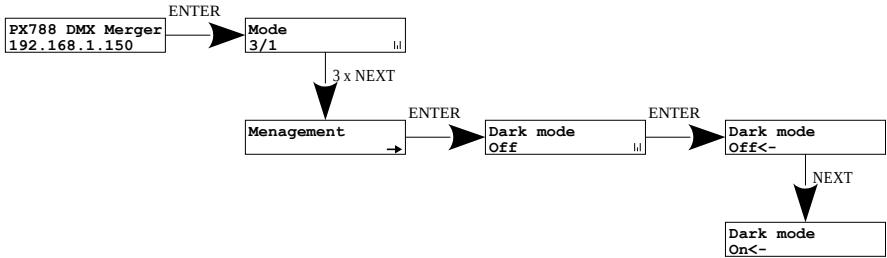 ENTER
PX788 DMX Merger
192.168.1.150
Mode
3/1
3 x NEXT
Menagement
ENTER
Dark mode
Off
ENTER
Dark mode
Off<-
NEXT
Dark mode
On<-